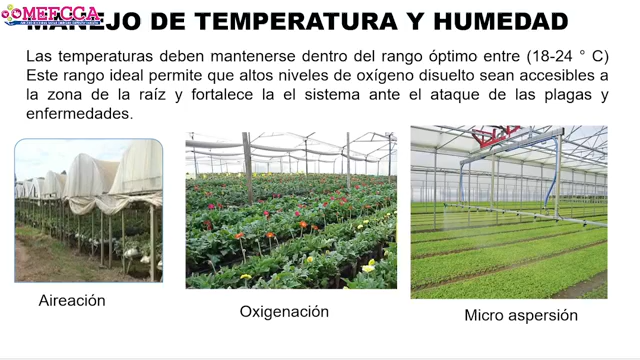 MEFCCA
MANEJO DE TEMPERATURA Y HUMEDAD
Las temperaturas deben mantenerse dentro del rango óptimo entre (18-24 ° C)
Este rango ideal permite que altos niveles de oxígeno disuelto sean accesibles a
la zona de la raíz y fortalece la el sistema ante el ataque de las plagas y
enfermedades.
Aireación
Oxigenación
Micro aspersión